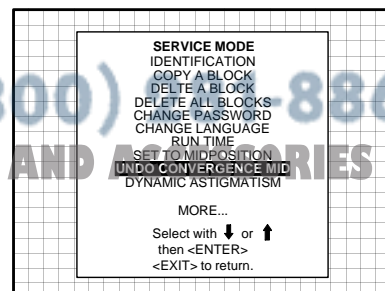 SERVICE MODE
IDENTIFICATION
COPY A BLOCK
DELTE A BLOCK
DELETE ALL BLOCKS
CHANGE PASSWORD
CHANGE LANGUAGE
RUN TIME
SET TO MIDPOSITION
UNDO CONVERGENCE MID
DYNAMIC ASTIGMATISM
MORE...
Select with ⬇ or ⬆
then <ENTER>
<EXIT> to return.
AND